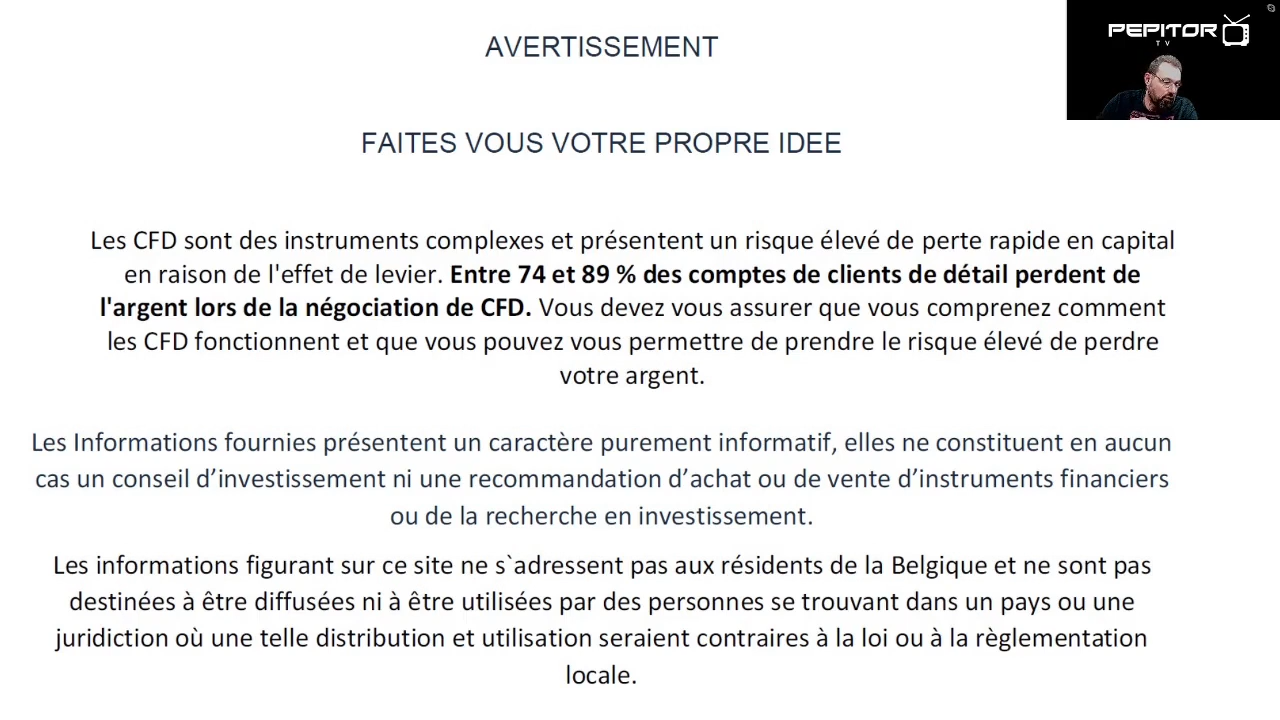 PEPITOR
TV
AVERTISSEMENT
FAITES VOUS VOTRE PROPRE IDEE
Les CFD sont des instruments complexes et présentent un risque élevé de perte rapide en capital
en raison de l'effet de levier. Entre 74 et 89 % des comptes de clients de détail perdent de
l'argent lors de la négociation de CFD. Vous devez vous assurer que vous comprenez comment
les CFD fonctionnent et que vous pouvez vous permettre de prendre le risque élevé de perdre
votre argent.
Les Informations fournies présentent un caractère purement informatif, elles ne constituent en aucun
cas un conseil d’investissement ni une recommandation d’achat ou de vente d’instruments financiers
ou de la recherche en investissement.
Les informations figurant sur ce site ne s`adressent pas aux résidents de la Belgique et ne sont pas
destinées à être diffusées ni à être utilisées par des personnes se trouvant dans un pays ou une
juridiction où une telle distribution et utilisation seraient contraires à la loi ou à la règlementation
locale.